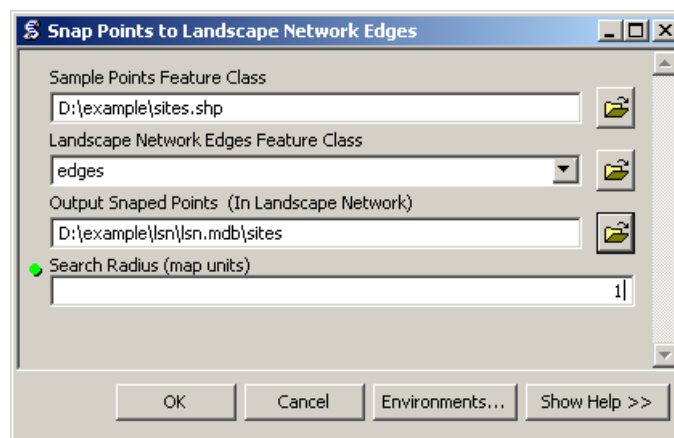 Snap Points to Landscape Network Edges
Sample Points Feature Class
D:\example\sites.shp
Landscape Network Edges Feature Class
edges
Output Snaped Points (In Landscape Network)
D:\example\lsn\lsn.mdb\sites
Search Radius (map units)
1
OK Cancel Environments... Show Help >>